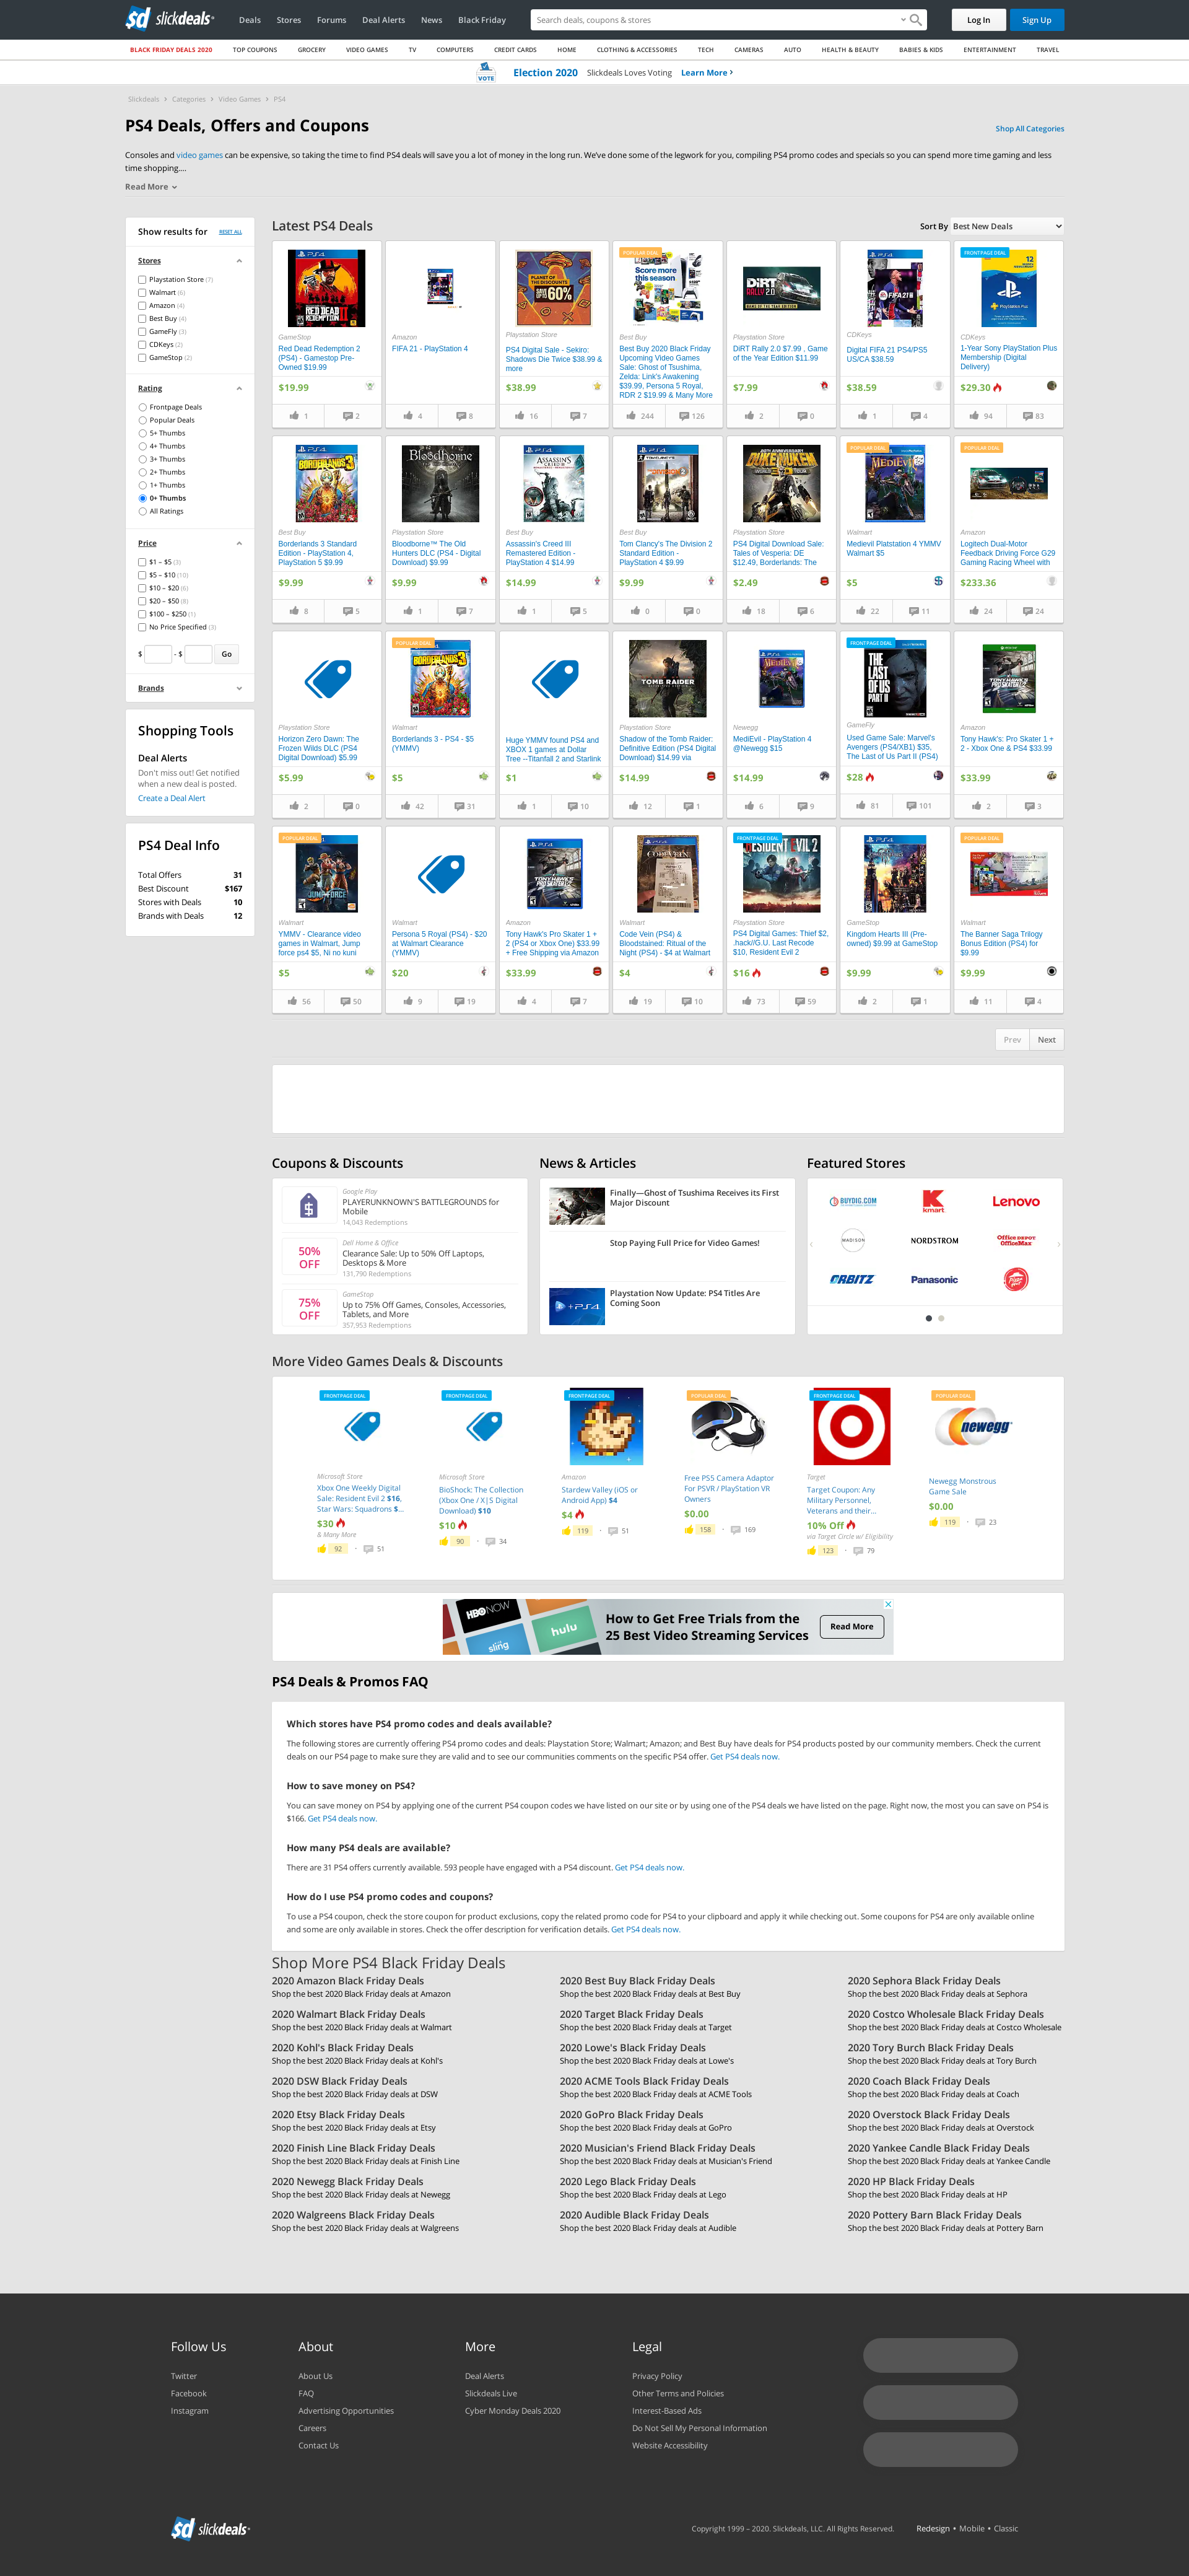 slickdeals
Deals
Stores
Forums
Deal Alerts
News
Black Friday
Search deals, coupons & stores
Log In
Sign Up
BLACK FRIDAY DEALS 2020
TOP COUPONS
GROCERY
VIDEO GAMES
TV
COMPUTERS
CREDIT CARDS
HOME
CLOTHING & ACCESSORIES
TECH
CAMERAS
AUTO
HEALTH & BEAUTY
BABIES & KIDS
ENTERTAINMENT
TRAVEL
VOTE
Election 2020 Slickdeals Loves Voting Learn More
Slickdeals > Categories > Video Games > PS4
PS4 Deals, Offers and Coupons
Shop All Categories
Consoles and video games can be expensive, so taking the time to find PS4 deals will save you a lot of money in the long run. We've done some of the legwork for you, compiling PS4 promo codes and specials so you can spend more time gaming and less
time shopping....
Read More
Show results for RESET ALL
Stores
Playstation Store (7)
Walmart (6)
Amazon (4)
Best Buy (4)
GameFly (3)
CDKeys (2)
GameStop (2)
Rating
Frontpage Deals
Popular Deals
5+ Thumbs
4+ Thumbs
3+ Thumbs
2+ Thumbs
1+ Thumbs
0+ Thumbs
All Ratings
Price
$1 – $5 (3)
$5 – $10 (10)
$10 – $20 (6)
$20 – $50 (8)
$100 – $250 (1)
No Price Specified (3)
$ - $ Go
Brands
Shopping Tools
Deal Alerts
Don't miss out! Get notified
when a new deal is posted.
Create a Deal Alert
PS4 Deal Info
Total Offers 31
Best Discount $167
Stores with Deals 10
Brands with Deals 12
Latest PS4 Deals
Sort By Best New Deals
GameStop
Red Dead Redemption 2
(PS4) - Gamestop Pre-
Owned $19.99
$19.99
1 2
Amazon
FIFA 21 - PlayStation 4
4 8
PLANET OF
THE DISCOUNTS
60%
Playstation Store
PS4 Digital Sale - Sekiro:
Shadows Die Twice $38.99 &
more
$38.99
16 7
POPULAR DEAL
Score more
this season
Best Buy
Best Buy 2020 Black Friday
Upcoming Video Games
Sale: Ghost of Tsushima,
Zelda: Link's Awakening
$39.99, Persona 5 Royal,
RDR 2 $19.99 & Many More
244 126
DiRT
RALLY 2.0
Playstation Store
DiRT Rally 2.0 $7.99 , Game
of the Year Edition $11.99
$7.99
2 0
CDKeys
Digital FIFA 21 PS4/PS5
US/CA $38.59
$38.59
1 4
FRONTPAGE DEAL
12
CDKeys
1-Year Sony PlayStation Plus
Membership (Digital
Delivery)
$29.30
94 83
BORDERLANDS 3
Best Buy
Borderlands 3 Standard
Edition - PlayStation 4,
PlayStation 5 $9.99
$9.99
8 5
Bloodborne
Playstation Store
Bloodborne™ The Old
Hunters DLC (PS4 - Digital
Download) $9.99
$9.99
1 7
ASSASSIN'S
CREED III
Best Buy
Assassin's Creed III
Remastered Edition -
PlayStation 4 $14.99
$14.99
1 5
Best Buy
Tom Clancy's The Division 2
Standard Edition -
PlayStation 4 $9.99
$9.99
0 0
DUKE NUKEM
Playstation Store
PS4 Digital Download Sale:
Tales of Vesperia: DE
$12.49, Borderlands: The
$2.49
18 6
POPULAR DEAL
MEDIEVIL
Walmart
Medievil Platstation 4 YMMV
Walmart $5
$5
22 11
POPULAR DEAL
Amazon
Logitech Dual-Motor
Feedback Driving Force G29
Gaming Racing Wheel with
$233.36
24 24
Playstation Store
Horizon Zero Dawn: The
Frozen Wilds DLC (PS4
Digital Download) $5.99
$5.99
2 0
POPULAR DEAL
BORDERLANDS 3
Walmart
Borderlands 3 - PS4 - $5
(YMMV)
$5
42 31
Huge YMMV found PS4 and
XBOX 1 games at Dollar
Tree --Titanfall 2 and Starlink
$1
1 10
TOMB RAIDER
Playstation Store
Shadow of the Tomb Raider:
Definitive Edition (PS4 Digital
Download) $14.99 via
$14.99
12 1
Newegg
MediEvil - PlayStation 4
@Newegg $15
$14.99
6 9
FRONTPAGE DEAL
THE
LAST
OF US
PART II
GameFly
Used Game Sale: Marvel's
Avengers (PS4/XB1) $35,
The Last of Us Part II (PS4)
$28
81 101
Amazon
Tony Hawk's: Pro Skater 1 +
2 - Xbox One & PS4 $33.99
$33.99
2 3
POPULAR DEAL
JUMP FORCE
Walmart
YMMV - Clearance video
games in Walmart, Jump
force ps4 $5, Ni no kuni
$5
56 50
Walmart
Persona 5 Royal (PS4) - $20
at Walmart Clearance
(YMMV)
$20
9 19
Amazon
Tony Hawk's Pro Skater 1 +
2 (PS4 or Xbox One) $33.99
+ Free Shipping via Amazon
$33.99
4 7
CODE VEIN
Walmart
Code Vein (PS4) &
Bloodstained: Ritual of the
Night (PS4) - $4 at Walmart
$4
19 10
FRONTPAGE DEAL
RESIDENT EVIL 2
Playstation Store
PS4 Digital Games: Thief $2,
.hack//G.U. Last Recode
$10, Resident Evil 2
$16
73 59
GameStop
Kingdom Hearts III (Pre-
owned) $9.99 at GameStop
$9.99
2 1
POPULAR DEAL
Walmart
The Banner Saga Trilogy
Bonus Edition (PS4) for
$9.99
$9.99
11 4
Prev Next
Coupons & Discounts
Google Play
PLAYERUNKNOWN'S BATTLEGROUNDS for
Mobile
14,043 Redemptions
50%
OFF
Dell Home & Office
Clearance Sale: Up to 50% Off Laptops,
Desktops & More
131,790 Redemptions
75%
OFF
GameStop
Up to 75% Off Games, Consoles, Accessories,
Tablets, and More
357,953 Redemptions
News & Articles
Finally—Ghost of Tsushima Receives its First
Major Discount
Stop Paying Full Price for Video Games!
+ PS4
Playstation Now Update: PS4 Titles Are
Coming Soon
Featured Stores
BUYDIG.COM
Kmart
Lenovo
MADISON
NORDSTROM
Office DEPOT
OfficeMax
ORBITZ
Panasonic
Pizza Hut
More Video Games Deals & Discounts
FRONTPAGE DEAL
Microsoft Store
Xbox One Weekly Digital
Sale: Resident Evil 2 $16,
Star Wars: Squadrons $...
$30
& Many More
92 · 51
FRONTPAGE DEAL
Microsoft Store
BioShock: The Collection
(Xbox One / X|S Digital
Download) $10
$10
90 · 34
FRONTPAGE DEAL
Amazon
Stardew Valley (iOS or
Android App) $4
$4
119 · 51
POPULAR DEAL
Free PS5 Camera Adaptor
For PSVR / PlayStation VR
Owners
$0.00
158 · 169
FRONTPAGE DEAL
Target
Target Coupon: Any
Military Personnel,
Veterans and their...
10% Off
via Target Circle w/ Eligibility
123 · 79
POPULAR DEAL
newegg
Newegg Monstrous
Game Sale
$0.00
119 · 23
HBO NOW
sling
hulu
How to Get Free Trials from the
25 Best Video Streaming Services
Read More
PS4 Deals & Promos FAQ
Which stores have PS4 promo codes and deals available?
The following stores are currently offering PS4 promo codes and deals: Playstation Store; Walmart; Amazon; and Best Buy have deals for PS4 products posted by our community members. Check the current
deals on our PS4 page to make sure they are valid and to see our communities comments on the specific PS4 offer. Get PS4 deals now.
How to save money on PS4?
You can save money on PS4 by applying one of the current PS4 coupon codes we have listed on our site or by using one of the PS4 deals we have listed on the page. Right now, the most you can save on PS4 is
$166. Get PS4 deals now.
How many PS4 deals are available?
There are 31 PS4 offers currently available. 593 people have engaged with a PS4 discount. Get PS4 deals now.
How do I use PS4 promo codes and coupons?
To use a PS4 coupon, check the store coupon for product exclusions, copy the related promo code for PS4 to your clipboard and apply it while checking out. Some coupons for PS4 are only available online
and some are only available in stores. Check the offer description for verification details. Get PS4 deals now.
Shop More PS4 Black Friday Deals
2020 Amazon Black Friday Deals
Shop the best 2020 Black Friday deals at Amazon
2020 Best Buy Black Friday Deals
Shop the best 2020 Black Friday deals at Best Buy
2020 Sephora Black Friday Deals
Shop the best 2020 Black Friday deals at Sephora
2020 Walmart Black Friday Deals
Shop the best 2020 Black Friday deals at Walmart
2020 Target Black Friday Deals
Shop the best 2020 Black Friday deals at Target
2020 Costco Wholesale Black Friday Deals
Shop the best 2020 Black Friday deals at Costco Wholesale
2020 Kohl's Black Friday Deals
Shop the best 2020 Black Friday deals at Kohl's
2020 Lowe's Black Friday Deals
Shop the best 2020 Black Friday deals at Lowe's
2020 Tory Burch Black Friday Deals
Shop the best 2020 Black Friday deals at Tory Burch
2020 DSW Black Friday Deals
Shop the best 2020 Black Friday deals at DSW
2020 ACME Tools Black Friday Deals
Shop the best 2020 Black Friday deals at ACME Tools
2020 Coach Black Friday Deals
Shop the best 2020 Black Friday deals at Coach
2020 Etsy Black Friday Deals
Shop the best 2020 Black Friday deals at Etsy
2020 GoPro Black Friday Deals
Shop the best 2020 Black Friday deals at GoPro
2020 Overstock Black Friday Deals
Shop the best 2020 Black Friday deals at Overstock
2020 Finish Line Black Friday Deals
Shop the best 2020 Black Friday deals at Finish Line
2020 Musician's Friend Black Friday Deals
Shop the best 2020 Black Friday deals at Musician's Friend
2020 Yankee Candle Black Friday Deals
Shop the best 2020 Black Friday deals at Yankee Candle
2020 Newegg Black Friday Deals
Shop the best 2020 Black Friday deals at Newegg
2020 Lego Black Friday Deals
Shop the best 2020 Black Friday deals at Lego
2020 HP Black Friday Deals
Shop the best 2020 Black Friday deals at HP
2020 Walgreens Black Friday Deals
Shop the best 2020 Black Friday deals at Walgreens
2020 Audible Black Friday Deals
Shop the best 2020 Black Friday deals at Audible
2020 Pottery Barn Black Friday Deals
Shop the best 2020 Black Friday deals at Pottery Barn
Follow Us
Twitter
Facebook
Instagram
About
About Us
FAQ
Advertising Opportunities
Careers
Contact Us
More
Deal Alerts
Slickdeals Live
Cyber Monday Deals 2020
Legal
Privacy Policy
Other Terms and Policies
Interest-Based Ads
Do Not Sell My Personal Information
Website Accessibility
slickdeals
Copyright 1999 – 2020. Slickdeals, LLC. All Rights Reserved.
Redesign • Mobile • Classic